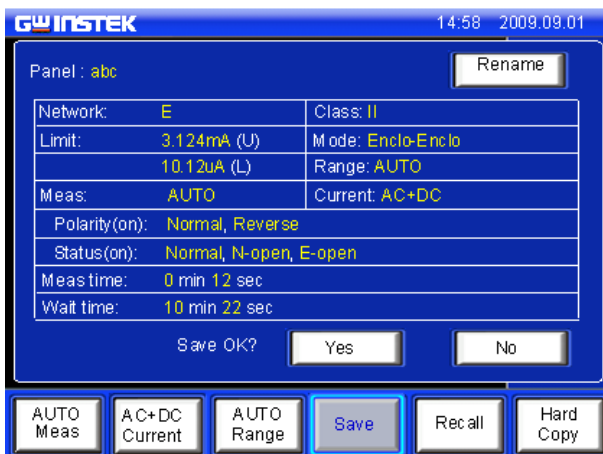 GWINSTEK 14:58 2009.09.01
Panel : abc Rename
Network: E Class: II
Limit: 3.124mA (U) Mode: Enclo-Enclo
10.12uA (L) Range: AUTO
Meas: AUTO Current: AC+DC
Polarity(on): Normal, Reverse
Status(on): Normal, N-open, E-open
Meas time: 0 min 12 sec
Wait time: 10 min 22 sec
Save OK? Yes No
AUTO Meas AC+DC Current AUTO Range Save Recall Hard Copy